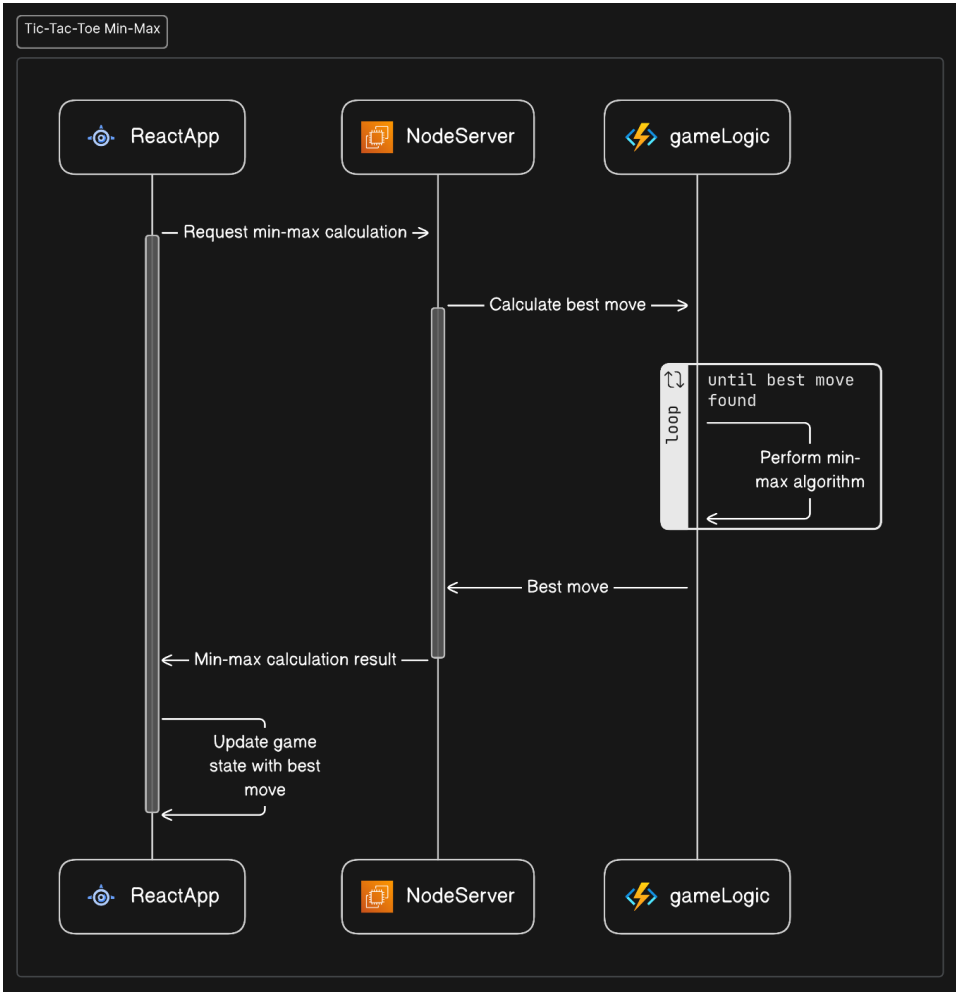 Tic-Tac-Toe Min-Max
ReactApp
NodeServer
gameLogic
Request min-max calculation
Calculate best move
loop
until best move
found
Perform min-
max algorithm
Best move
Min-max calculation result
Update game
state with best
move
ReactApp
NodeServer
gameLogic